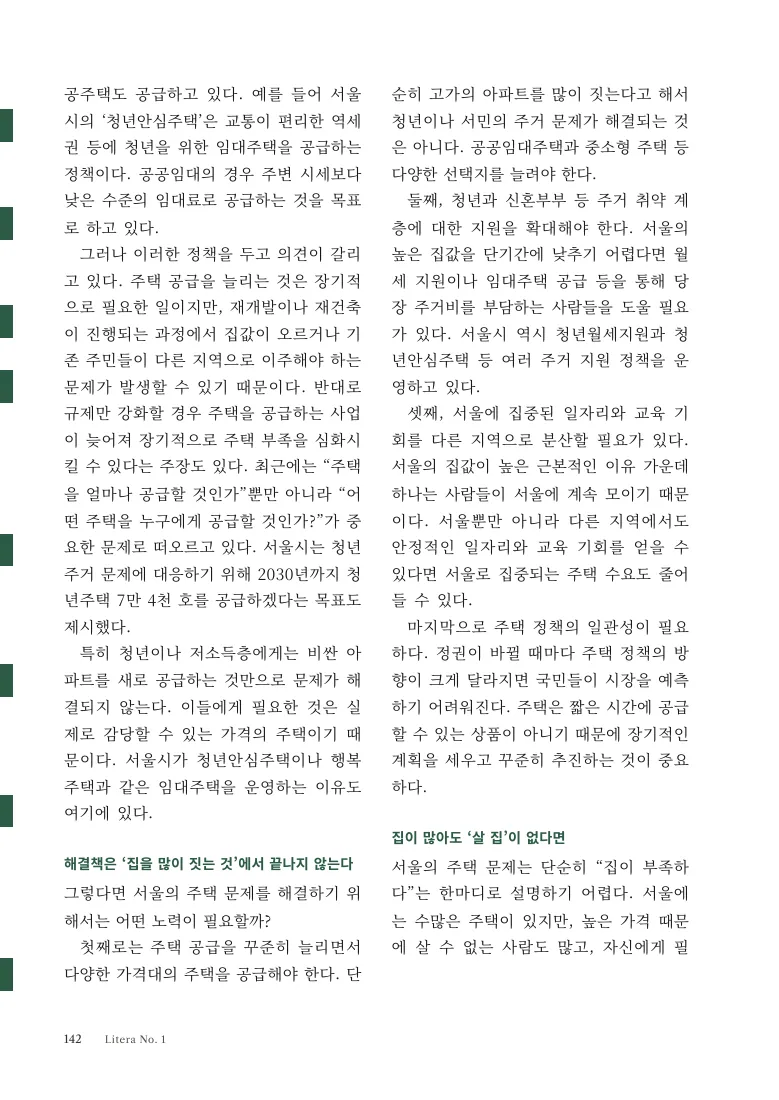 공주택도 공급하고 있다. 예를 들어 서울
시의 ‘청년안심주택’은 교통이 편리한 역세
권 등에 청년을 위한 임대주택을 공급하는
정책이다. 공공임대의 경우 주변 시세보다
낮은 수준의 임대료로 공급하는 것을 목표
로 하고 있다.
그러나 이러한 정책을 두고 의견이 갈리
고 있다. 주택 공급을 늘리는 것은 장기적
으로 필요한 일이지만, 재개발이나 재건축
이 진행되는 과정에서 집값이 오르거나 기
존 주민들이 다른 지역으로 이주해야 하는
문제가 발생할 수 있기 때문이다. 반대로
규제만 강화할 경우 주택을 공급하는 사업
이 늦어져 장기적으로 주택 부족을 심화시
킬 수 있다는 주장도 있다. 최근에는 “주택
을 얼마나 공급할 것인가”뿐만 아니라 “어
떤 주택을 누구에게 공급할 것인가?”가 중
요한 문제로 떠오르고 있다. 서울시는 청년
주거 문제에 대응하기 위해 2030년까지 청
년주택 7만 4천 호를 공급하겠다는 목표도
제시했다.
특히 청년이나 저소득층에게는 비싼 아
파트를 새로 공급하는 것만으로 문제가 해
결되지 않는다. 이들에게 필요한 것은 실
제로 감당할 수 있는 가격의 주택이기 때
문이다. 서울시가 청년안심주택이나 행복
주택과 같은 임대주택을 운영하는 이유도
여기에 있다.
해결책은 ‘집을 많이 짓는 것’에서 끝나지 않는다
그렇다면 서울의 주택 문제를 해결하기 위
해서는 어떤 노력이 필요할까?
첫째로는 주택 공급을 꾸준히 늘리면서
다양한 가격대의 주택을 공급해야 한다. 단
순히 고가의 아파트를 많이 짓는다고 해서
청년이나 서민의 주거 문제가 해결되는 것
은 아니다. 공공임대주택과 중소형 주택 등
다양한 선택지를 늘려야 한다.
둘째, 청년과 신혼부부 등 주거 취약 계
층에 대한 지원을 확대해야 한다. 서울의
높은 집값을 단기간에 낮추기 어렵다면 월
세 지원이나 임대주택 공급 등을 통해 당
장 주거비를 부담하는 사람들을 도울 필요
가 있다. 서울시 역시 청년월세지원과 청
년안심주택 등 여러 주거 지원 정책을 운
영하고 있다.
셋째, 서울에 집중된 일자리와 교육 기
회를 다른 지역으로 분산할 필요가 있다.
서울의 집값이 높은 근본적인 이유 가운데
하나는 사람들이 서울에 계속 모이기 때문
이다. 서울뿐만 아니라 다른 지역에서도
안정적인 일자리와 교육 기회를 얻을 수
있다면 서울로 집중되는 주택 수요도 줄어
들 수 있다.
마지막으로 주택 정책의 일관성이 필요
하다. 정권이 바뀔 때마다 주택 정책의 방
향이 크게 달라지면 국민들이 시장을 예측
하기 어려워진다. 주택은 짧은 시간에 공급
할 수 있는 상품이 아니기 때문에 장기적인
계획을 세우고 꾸준히 추진하는 것이 중요
하다.
집이 많아도 ‘살 집’이 없다면
서울의 주택 문제는 단순히 “집이 부족하
다”는 한마디로 설명하기 어렵다. 서울에
는 수많은 주택이 있지만, 높은 가격 때문
에 살 수 없는 사람도 많고, 자신에게 필
142 Litera No. 1